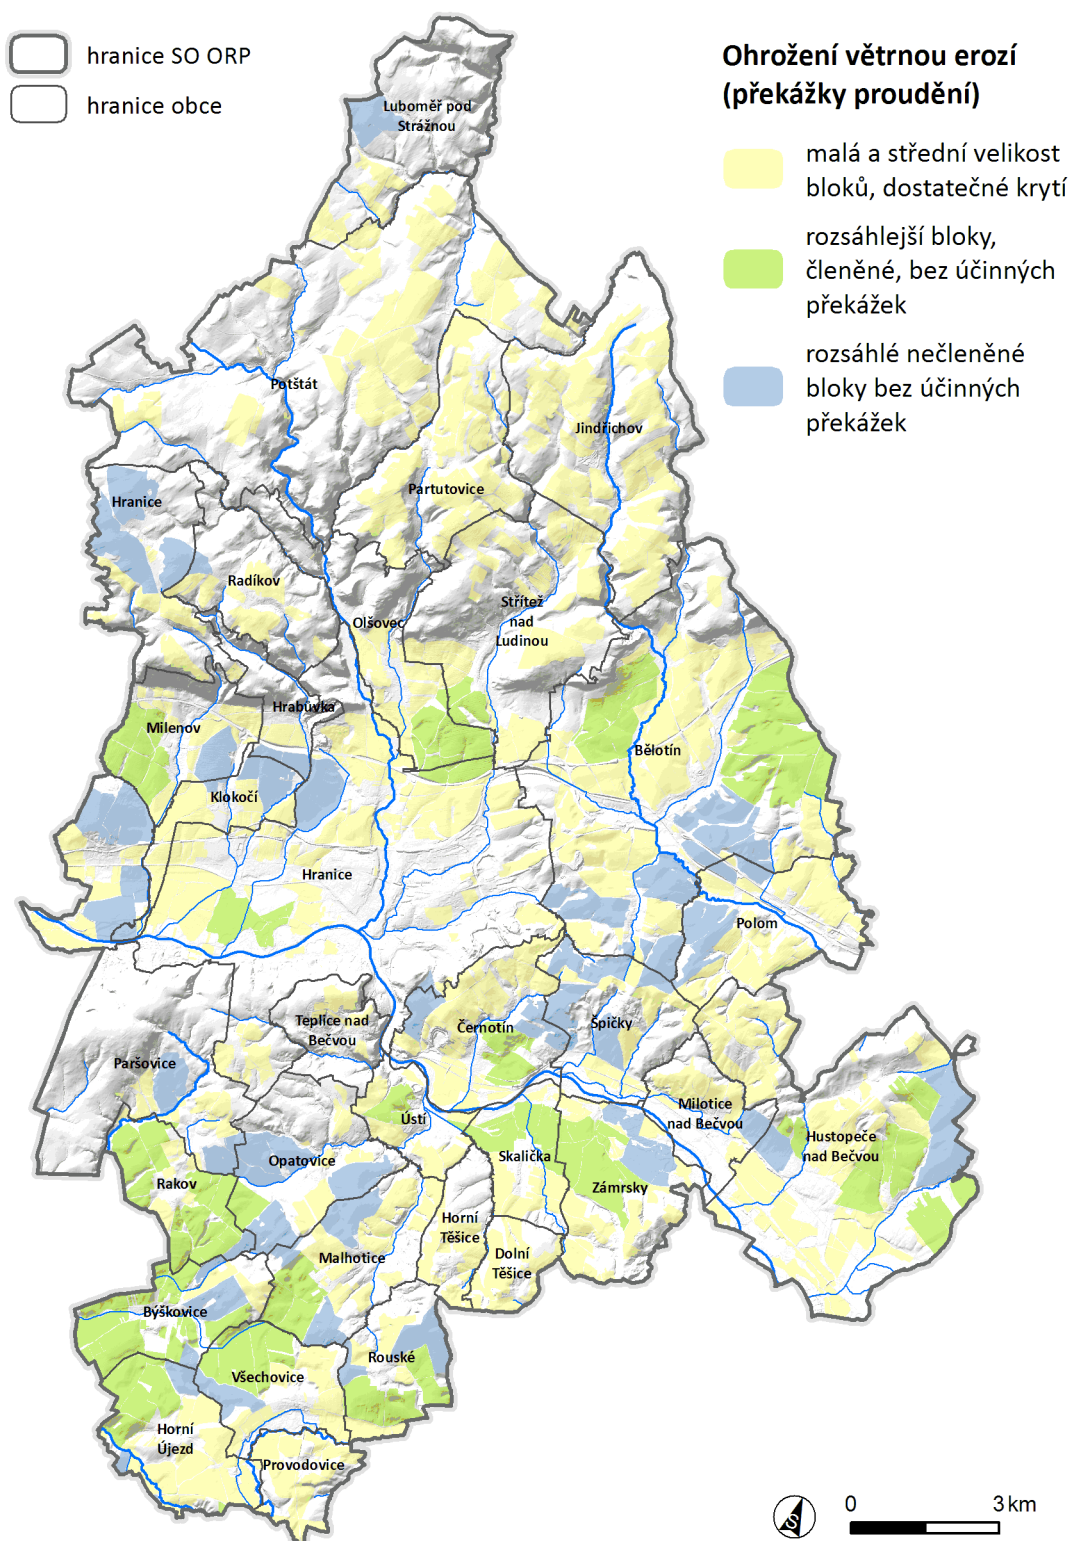 hranice SO ORP
hranice obce
Ohrožení větrnou erozí
(překážky proudění)
malá a střední velikost
bloků, dostatečné krytí
rozsáhlejší bloky,
členěné, bez účinných
překážek
rozsáhlé nečleněné
bloky bez účinných
překážek
Luboměř pod
Strážnou
Potštát
Jindřichov
Partutovice
Hranice
Radíkov
Olšovec
Střítež
nad
Ludinou
Hrabůvka
Milenov
Bělotín
Klokočí
Hranice
Polom
Teplice nad
Bečvou
Černotín
Špičky
Paršovice
Milotice
nad Bečvou
Ústí
Hustopeče
nad Bečvou
Skalička
Opatovice
Rakov
Zámrsky
Horní
Těšice
Malhotice
Dolní
Těšice
Býškovice
Rouské
Všechovice
Horní
Újezd
Provodovice
S
0 3 km